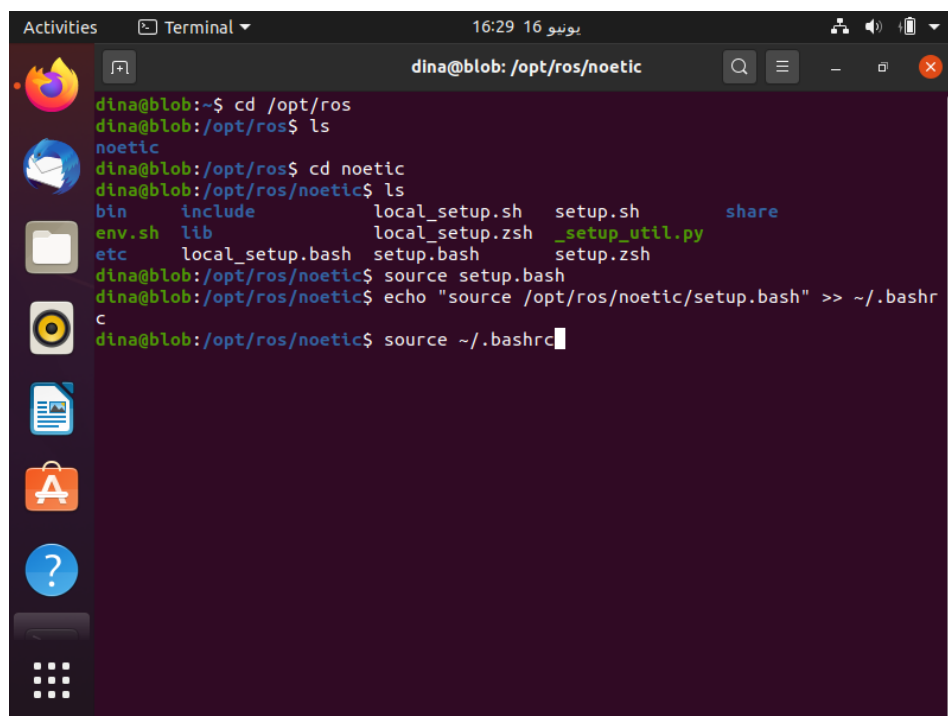 Activities Terminal 16:29 16 يونيو
dina@blob: /opt/ros/noetic
dina@blob:~$ cd /opt/ros
dina@blob:/opt/ros$ ls
noetic
dina@blob:/opt/ros$ cd noetic
dina@blob:/opt/ros/noetic$ ls
bin include local_setup.sh setup.sh share
env.sh lib local_setup.zsh _setup_util.py
etc local_setup.bash setup.bash setup.zsh
dina@blob:/opt/ros/noetic$ source setup.bash
dina@blob:/opt/ros/noetic$ echo "source /opt/ros/noetic/setup.bash" >> ~/.bashr
c
dina@blob:/opt/ros/noetic$ source ~/.bashrc